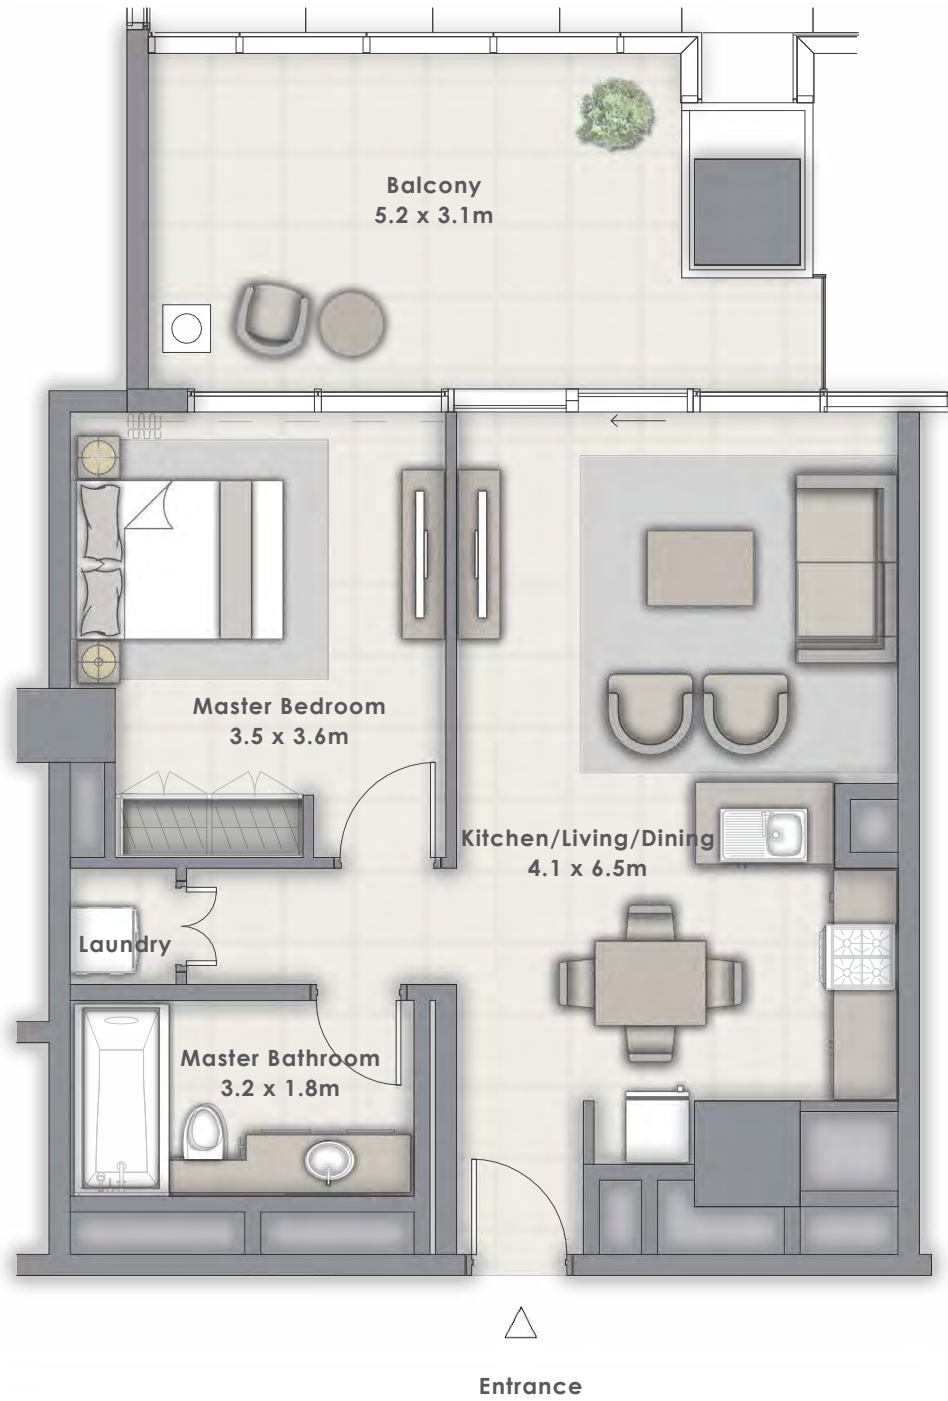 Balcony
5.2 x 3.1m
Master Bedroom
3.5 x 3.6m
Kitchen/Living/Dining
4.1 x 6.5m
Laundry
Master Bathroom
3.2 x 1.8m
Entrance